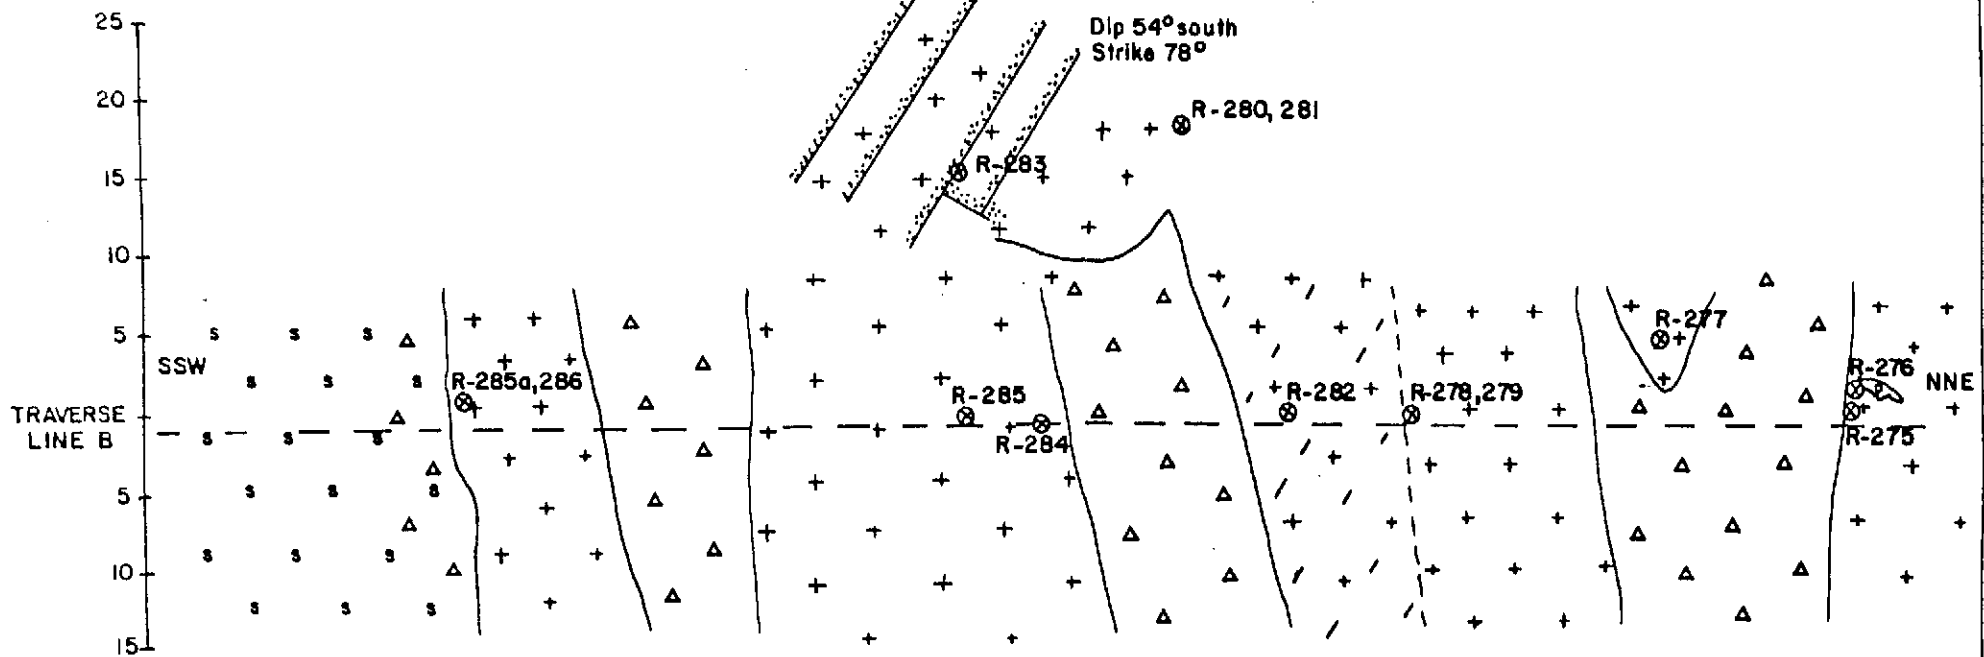 25
20
15
10
5
5
10
15
SSW
TRAVERSE
LINE B
NNE
Dip 54° south
Strike 78°
R-280, 281
R-283
R-277
R-276
R-285a, 286
R-285
R-282
R-278, 279
R-284
R-275
s s s
s s s
s s s
s s s
s s s
s s s